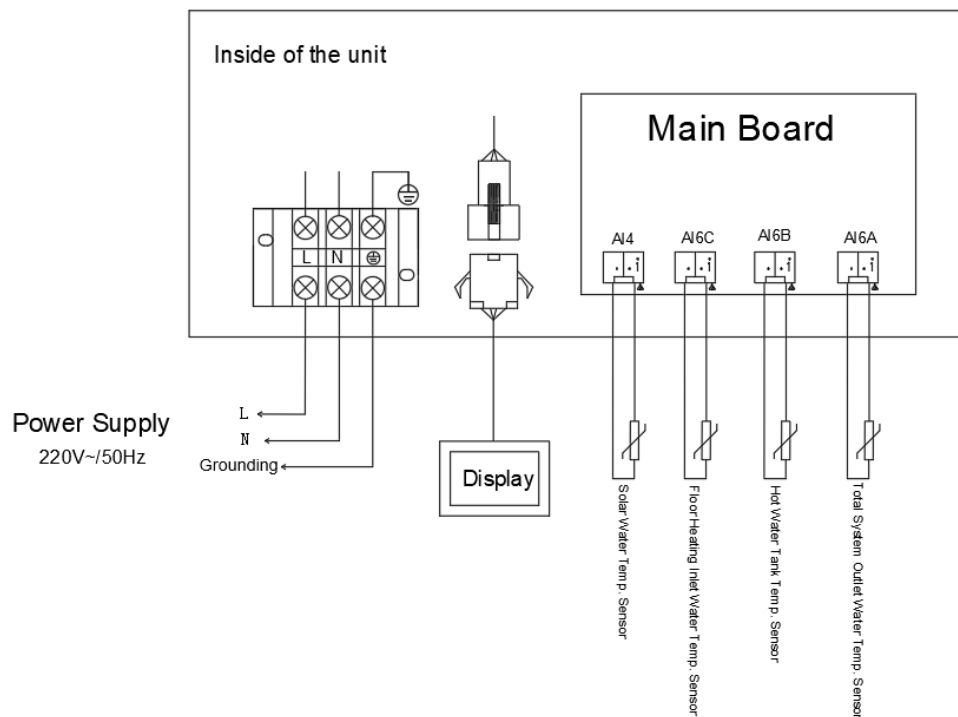 Inside of the unit
Main Board
AI4
AI6C
AI6B
AI6A
L
N
L
N
Grounding
Power Supply
220V~/50Hz
Display
Solar Water Temp. Sensor
Floor Heating Inlet Water Temp. Sensor
Hot Water Tank Temp. Sensor
Total System Outlet Water Temp. Sensor